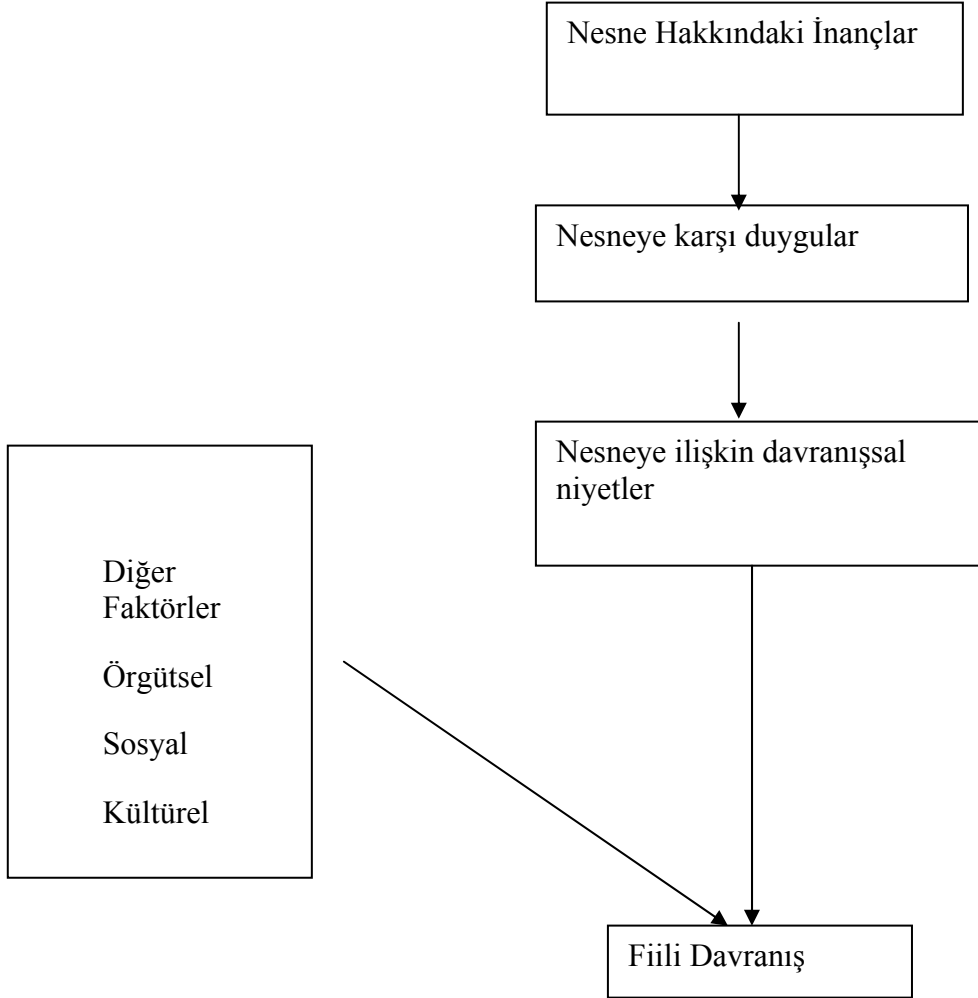 Nesne Hakkındaki İnançlar
Nesneye karşı duygular
Nesneye ilişkin davranışsal
niyetler
Diğer
Faktörler
Örgütsel
Sosyal
Kültürel
Fiili Davranış